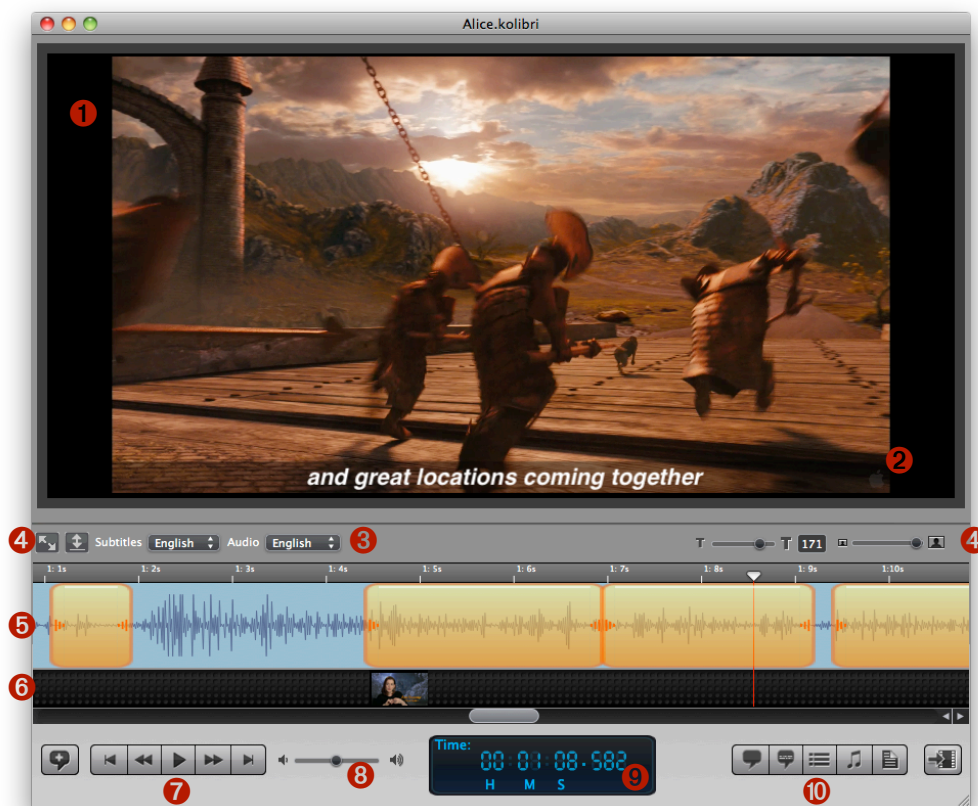 Alice.kolibri
1
2
and great locations coming together
4 Subtitles English Audio English 3 T T 171 4
1: 1s 1: 2s 1: 3s 1: 4s 1: 5s 1: 6s 1: 7s 1: 8s 1: 9s 1:10s
5
6
Time:
00:01:08.582
H M S
7
8
9
10